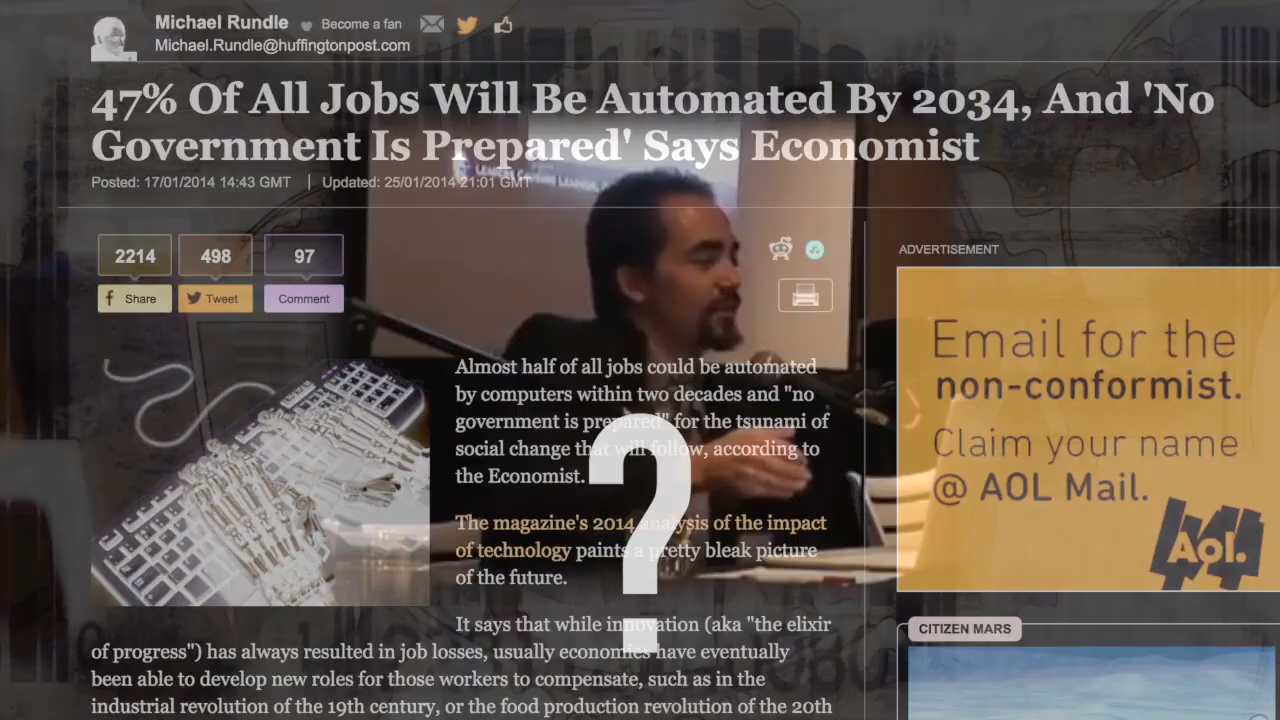 Michael Rundle Become a fan
Michael.Rundle@huffingtonpost.com
47% Of All Jobs Will Be Automated By 2034, And 'No
Government Is Prepared' Says Economist
Posted: 17/01/2014 14:43 GMT | Updated: 25/01/2014 21:01 GMT
2214 498 97
f Share Tweet Comment
ADVERTISEMENT
Email for the
non-conformist.
Claim your name
@ AOL Mail.
Aol.
Almost half of all jobs could be automated
by computers within two decades and "no
government is prepared" for the tsunami of
social change that will follow, according to
the Economist.
?
The magazine's 2014 analysis of the impact
of technology paints a pretty bleak picture
of the future.
It says that while innovation (aka "the elixir
of progress") has always resulted in job losses, usually economies have eventually
been able to develop new roles for those workers to compensate, such as in the
industrial revolution of the 19th century, or the food production revolution of the 20th
CITIZEN MARS